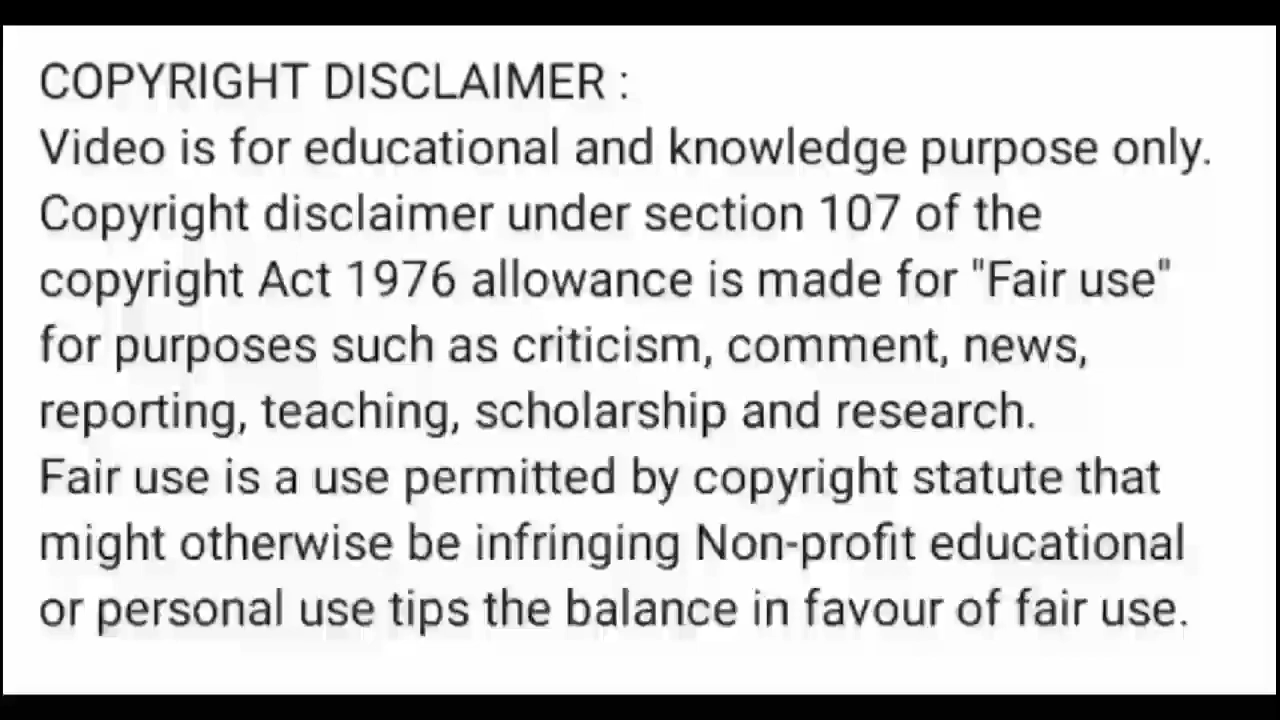 COPYRIGHT DISCLAIMER :
Video is for educational and knowledge purpose only.
Copyright disclaimer under section 107 of the
copyright Act 1976 allowance is made for "Fair use"
for purposes such as criticism, comment, news,
reporting, teaching, scholarship and research.
Fair use is a use permitted by copyright statute that
might otherwise be infringing Non-profit educational
or personal use tips the balance in favour of fair use.